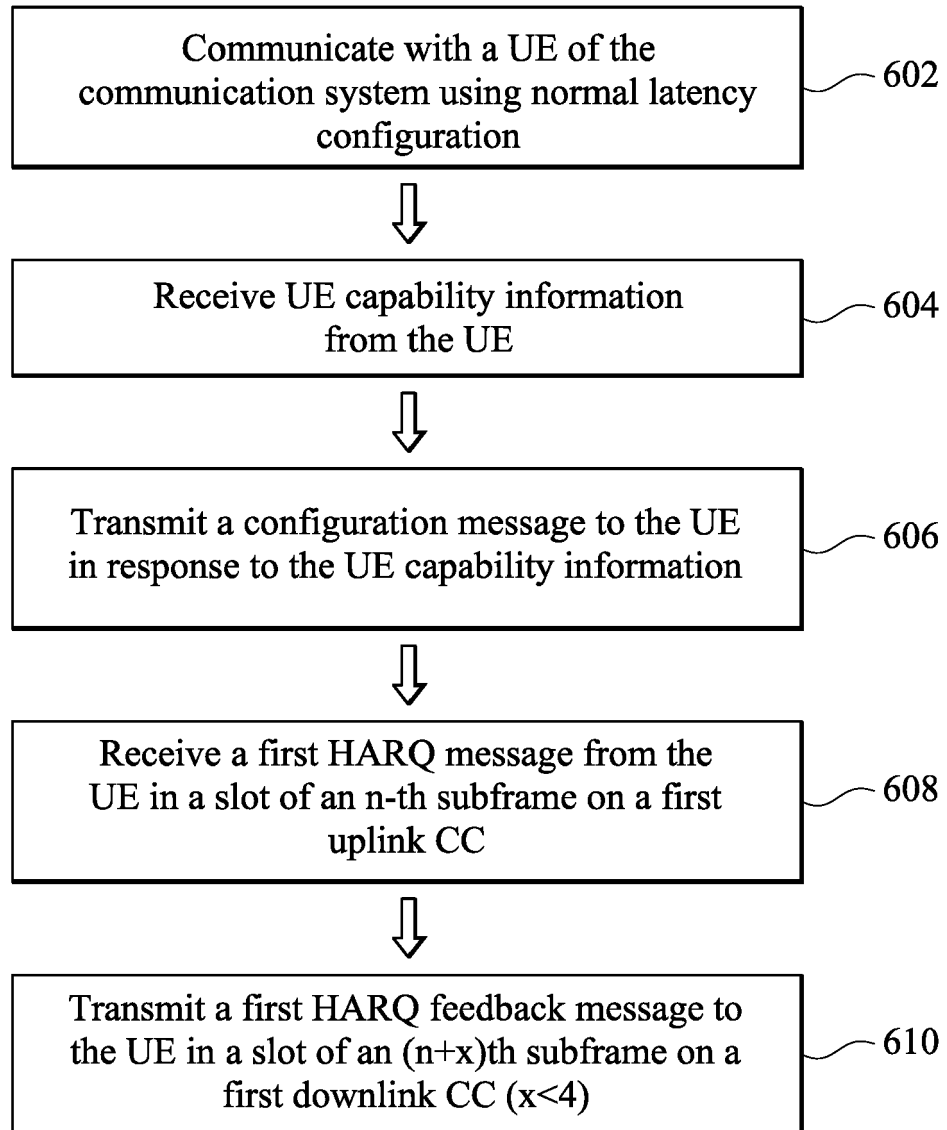 Communicate with a UE of the
communication system using normal latency
configuration
602
Receive UE capability information
from the UE
604
Transmit a configuration message to the UE
in response to the UE capability information
606
Receive a first HARQ message from the
UE in a slot of an n-th subframe on a first
uplink CC
608
Transmit a first HARQ feedback message to
the UE in a slot of an (n+x)th subframe on a
first downlink CC (x<4)
610